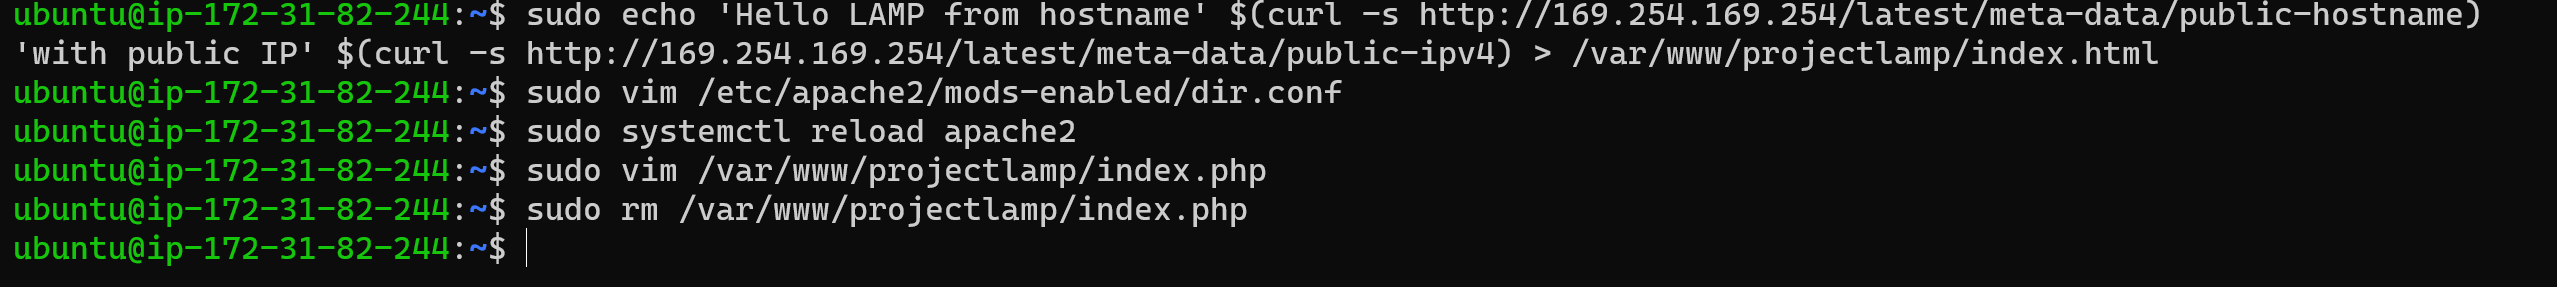 ubuntu@ip-172-31-82-244:~$ sudo echo 'Hello LAMP from hostname' $(curl -s http://169.254.169.254/latest/meta-data/public-hostname)
'with public IP' $(curl -s http://169.254.169.254/latest/meta-data/public-ipv4) > /var/www/projectlamp/index.html
ubuntu@ip-172-31-82-244:~$ sudo vim /etc/apache2/mods-enabled/dir.conf
ubuntu@ip-172-31-82-244:~$ sudo systemctl reload apache2
ubuntu@ip-172-31-82-244:~$ sudo vim /var/www/projectlamp/index.php
ubuntu@ip-172-31-82-244:~$ sudo rm /var/www/projectlamp/index.php
ubuntu@ip-172-31-82-244:~$